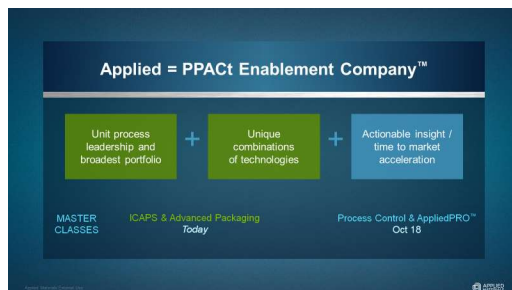 Applied = PPACt Enablement Company™
Unit process
leadership and
broadest portfolio
+
Unique
combinations
of technologies
+
Actionable insight /
time to market
acceleration
MASTER
CLASSES
ICAPS & Advanced Packaging
Today
Process Control & AppliedPRO™
Oct 18
APPLIED